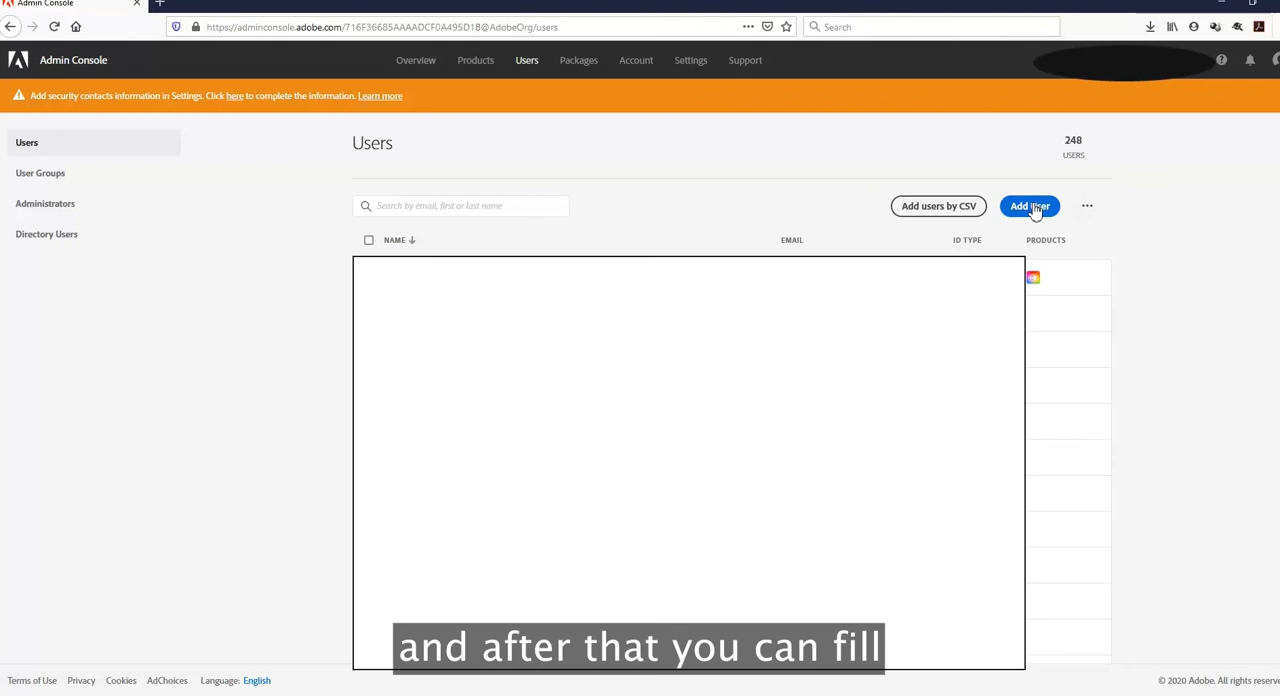 Admin Console
https://adminconsole.adobe.com/716F36685AAAADCF0A495D1B@AdobeOrg/users
Search
Admin Console
Overview
Products
Users
Packages
Account
Settings
Support
Add security contacts information in Settings. Click here to complete the information. Learn more
Users
User Groups
Administrators
Directory Users
Users
248
USERS
Search by email, first or last name
Add users by CSV
Add User
NAME
EMAIL
ID TYPE
PRODUCTS
and after that you can fill
Terms of Use
Privacy
Cookies
AdChoices
Language: English
© 2020 Adobe. All rights reserve